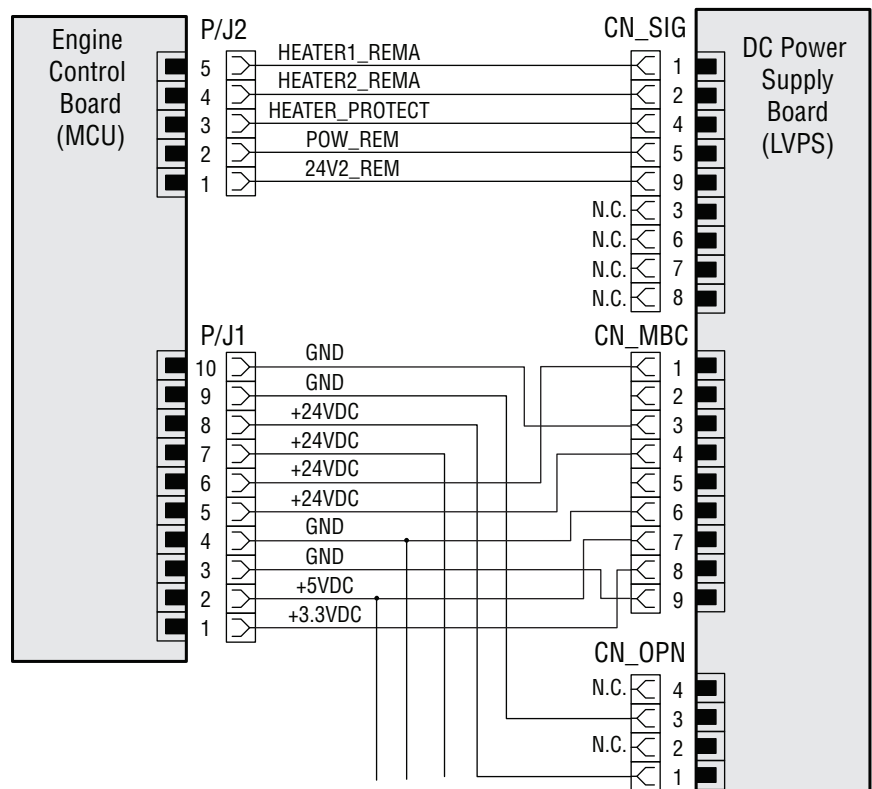 Engine
Control
Board
(MCU)
P/J2
5
4
3
2
1
HEATER1_REMA
HEATER2_REMA
HEATER_PROTECT
POW_REM
24V2_REM
CN_SIG
1
2
4
5
9
N.C. 3
N.C. 6
N.C. 7
N.C. 8
DC Power
Supply
Board
(LVPS)
P/J1
10
9
8
7
6
5
4
3
2
1
GND
GND
+24VDC
+24VDC
+24VDC
+24VDC
GND
GND
+5VDC
+3.3VDC
CN_MBC
1
2
3
4
5
6
7
8
9
CN_OPN
N.C. 4
3
N.C. 2
1